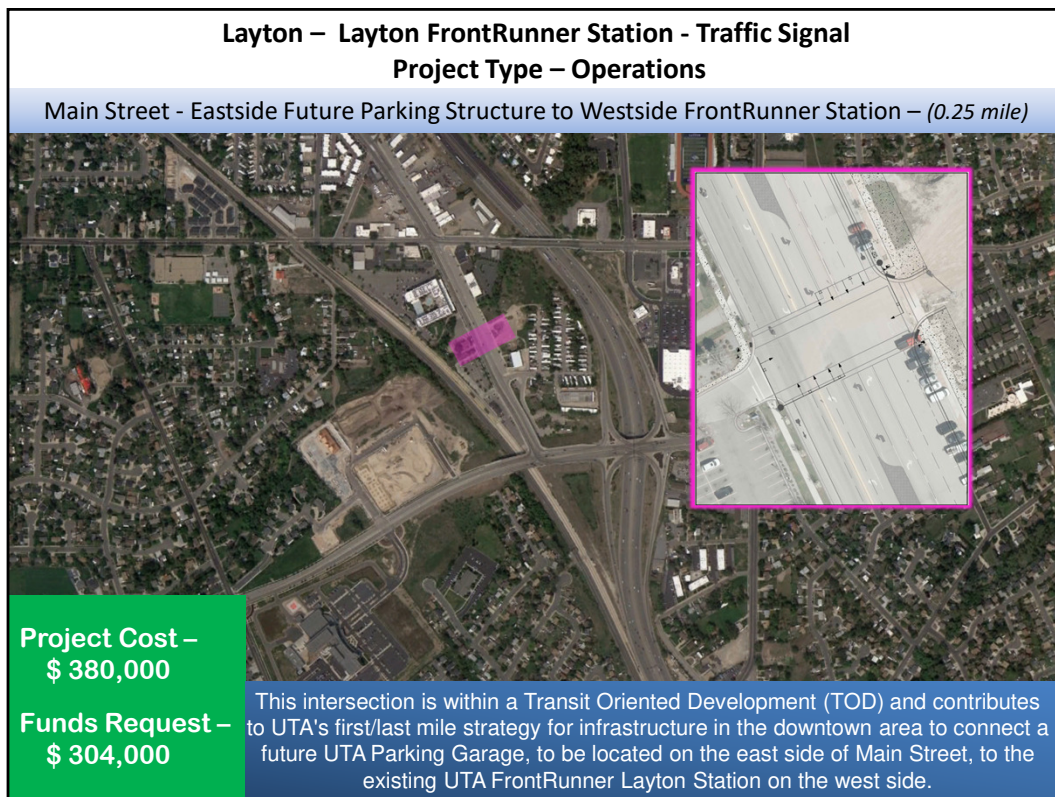 Layton – Layton FrontRunner Station - Traffic Signal
Project Type – Operations
Main Street - Eastside Future Parking Structure to Westside FrontRunner Station – (0.25 mile)
Project Cost –
$ 380,000
Funds Request –
$ 304,000
This intersection is within a Transit Oriented Development (TOD) and contributes
to UTA's first/last mile strategy for infrastructure in the downtown area to connect a
future UTA Parking Garage, to be located on the east side of Main Street, to the
existing UTA FrontRunner Layton Station on the west side.